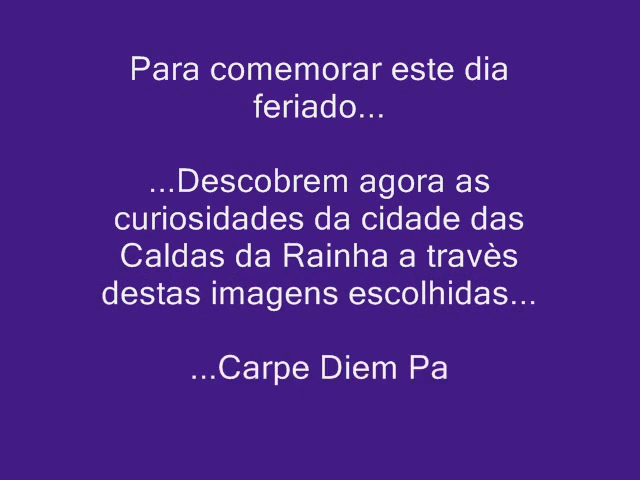 Para comemorar este dia
feriado...
...Descobrem agora as
curiosidades da cidade das
Caldas da Rainha a travès
destas imagens escolhidas...
...Carpe Diem Pa